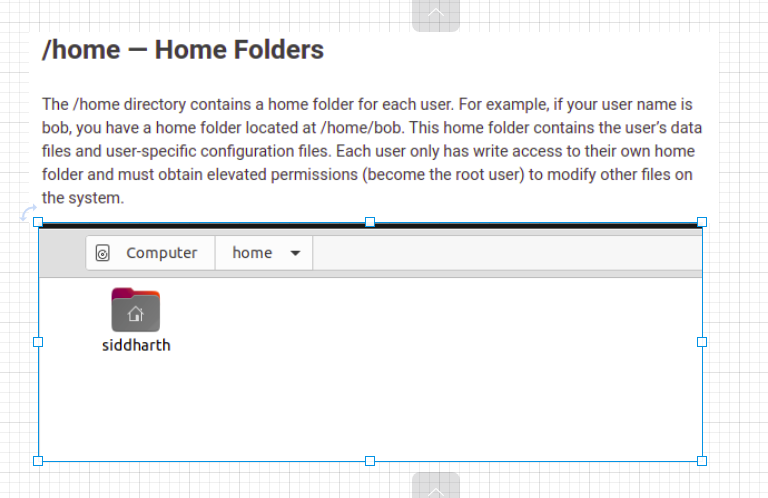 /home — Home Folders
The /home directory contains a home folder for each user. For example, if your user name is
bob, you have a home folder located at /home/bob. This home folder contains the user’s data
files and user-specific configuration files. Each user only has write access to their own home
folder and must obtain elevated permissions (become the root user) to modify other files on
the system.
Computer home
siddharth